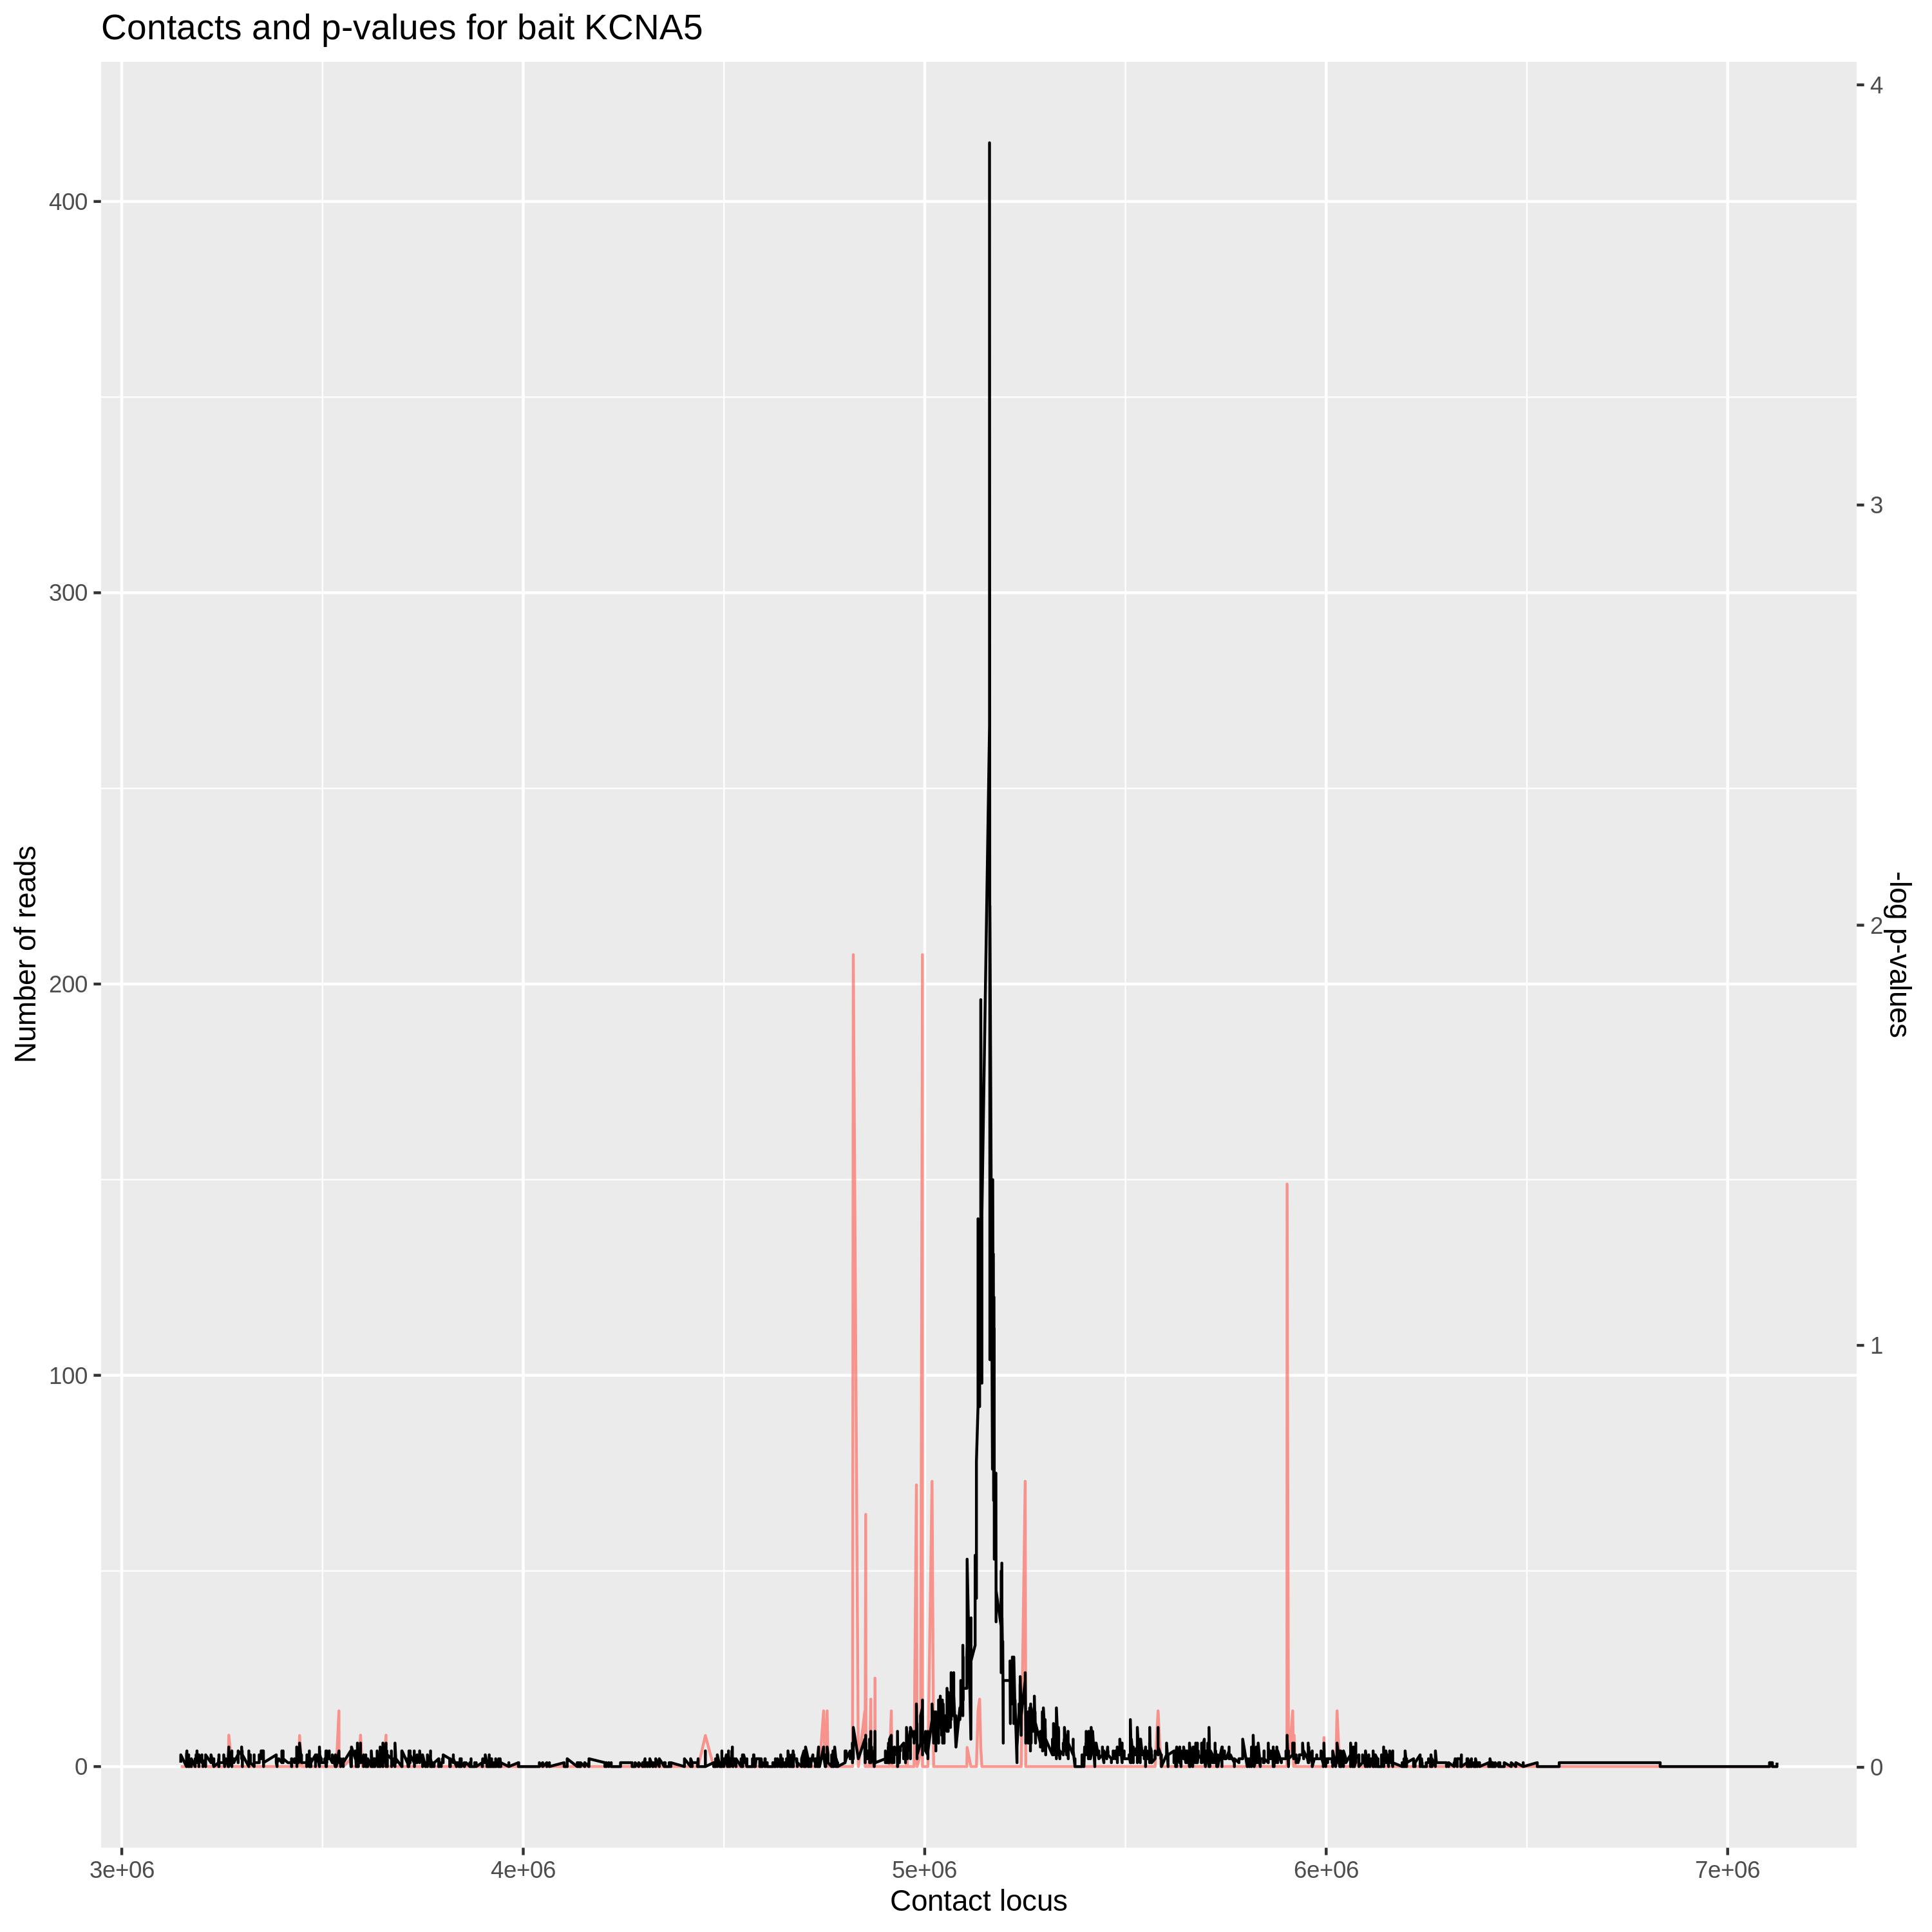 Contacts and p-values for bait KCNA5
4
400
3
300
Number of reads
-log p-values
2
200
1
100
0
0
3e+06 4e+06 5e+06 6e+06 7e+06
Contact locus